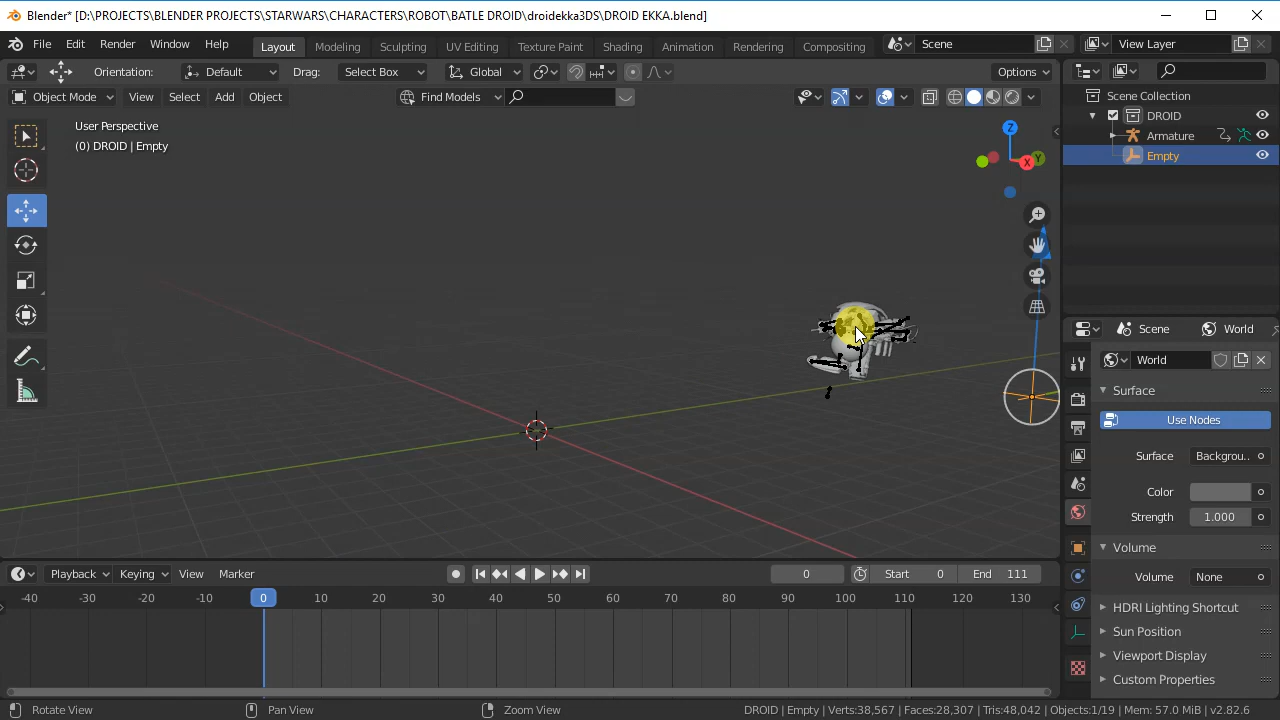 Blender* [D:\PROJECTS\BLENDER PROJECTS\STARWARS\CHARACTERS\ROBOT\BATLE DROID\droidekka3DS\DROID EKKA.blend]
File Edit Render Window Help Layout Modeling Sculpting UV Editing Texture Paint Shading Animation Rendering Compositing Scene View Layer
Orientation: Default Drag: Select Box Global Options
Object Mode View Select Add Object Find Models
User Perspective
(0) DROID | Empty
Z
Y
X
Scene Collection
DROID
Armature
Empty
Scene World
World
Surface
Use Nodes
Surface Backgrou..
Color
Strength 1.000
Volume
Volume None
HDRI Lighting Shortcut
Sun Position
Viewport Display
Custom Properties
Playback Keying View Marker 0 Start 0 End 111
-40 -30 -20 -10 0 10 20 30 40 50 60 70 80 90 100 110 120 130
Rotate View Pan View Zoom View DROID | Empty | Verts:38,567 | Faces:28,307 | Tris:48,042 | Objects:1/19 | Mem: 57.0 MiB | v2.82.6